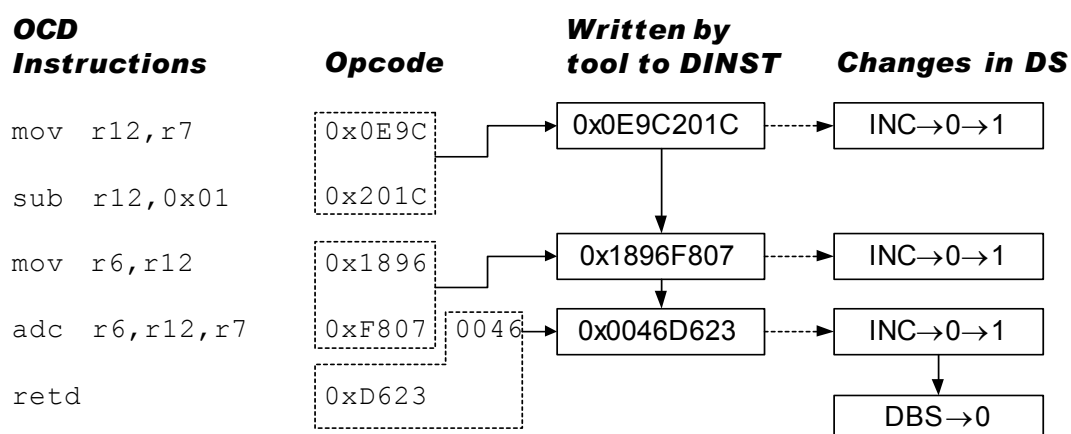 OCD Instructions Opcode Written by tool to DINST Changes in DS
mov r12,r7 0x0E9C 0x0E9C201C INC→0→1
sub r12,0x01 0x201C
mov r6,r12 0x1896 0x1896F807 INC→0→1
adc r6,r12,r7 0xF807 0046 0x0046D623 INC→0→1
retd 0xD623 DBS→0